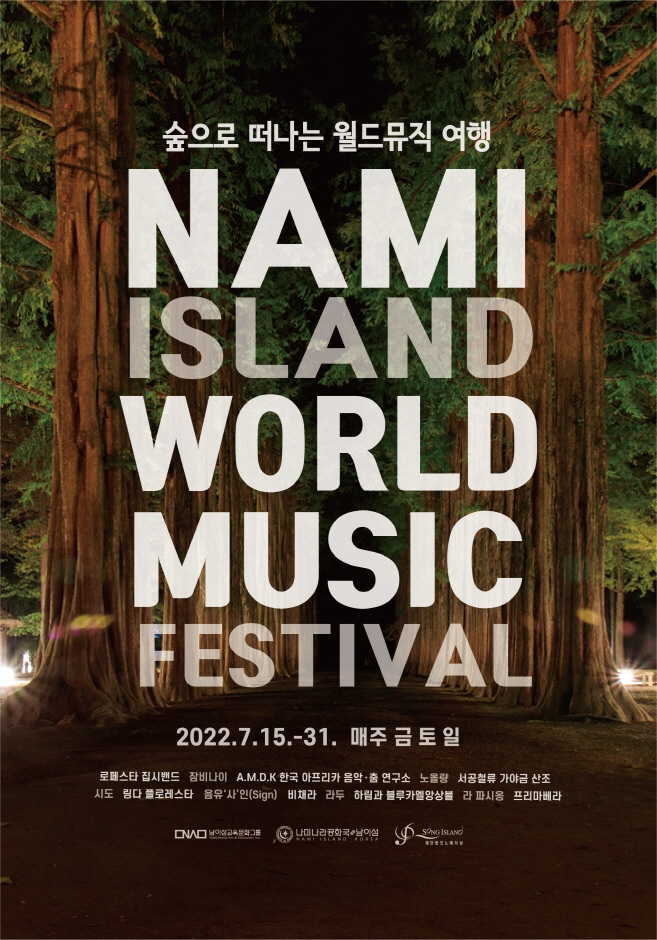 숲으로 떠나는 월드뮤직 여행
NAMI
ISLAND
WORLD
MUSIC
FESTIVAL
2022.7.15.-31. 매주 금 토 일
로페스타 집시밴드 잠비나이 A.M.D.K 한국 아프리카 음악·춤 연구소 노올량 서공철류 가야금 산조
시도 링다 플로레스타 음유'사'인(Sign) 비채라 라두 하림과 블루카멜앙상블 라 파시옹 프리마베라
남이섬교육문화그룹 나미나라공화국 남이섬 SONG ISLAND
NAMI ISLAND KOREA